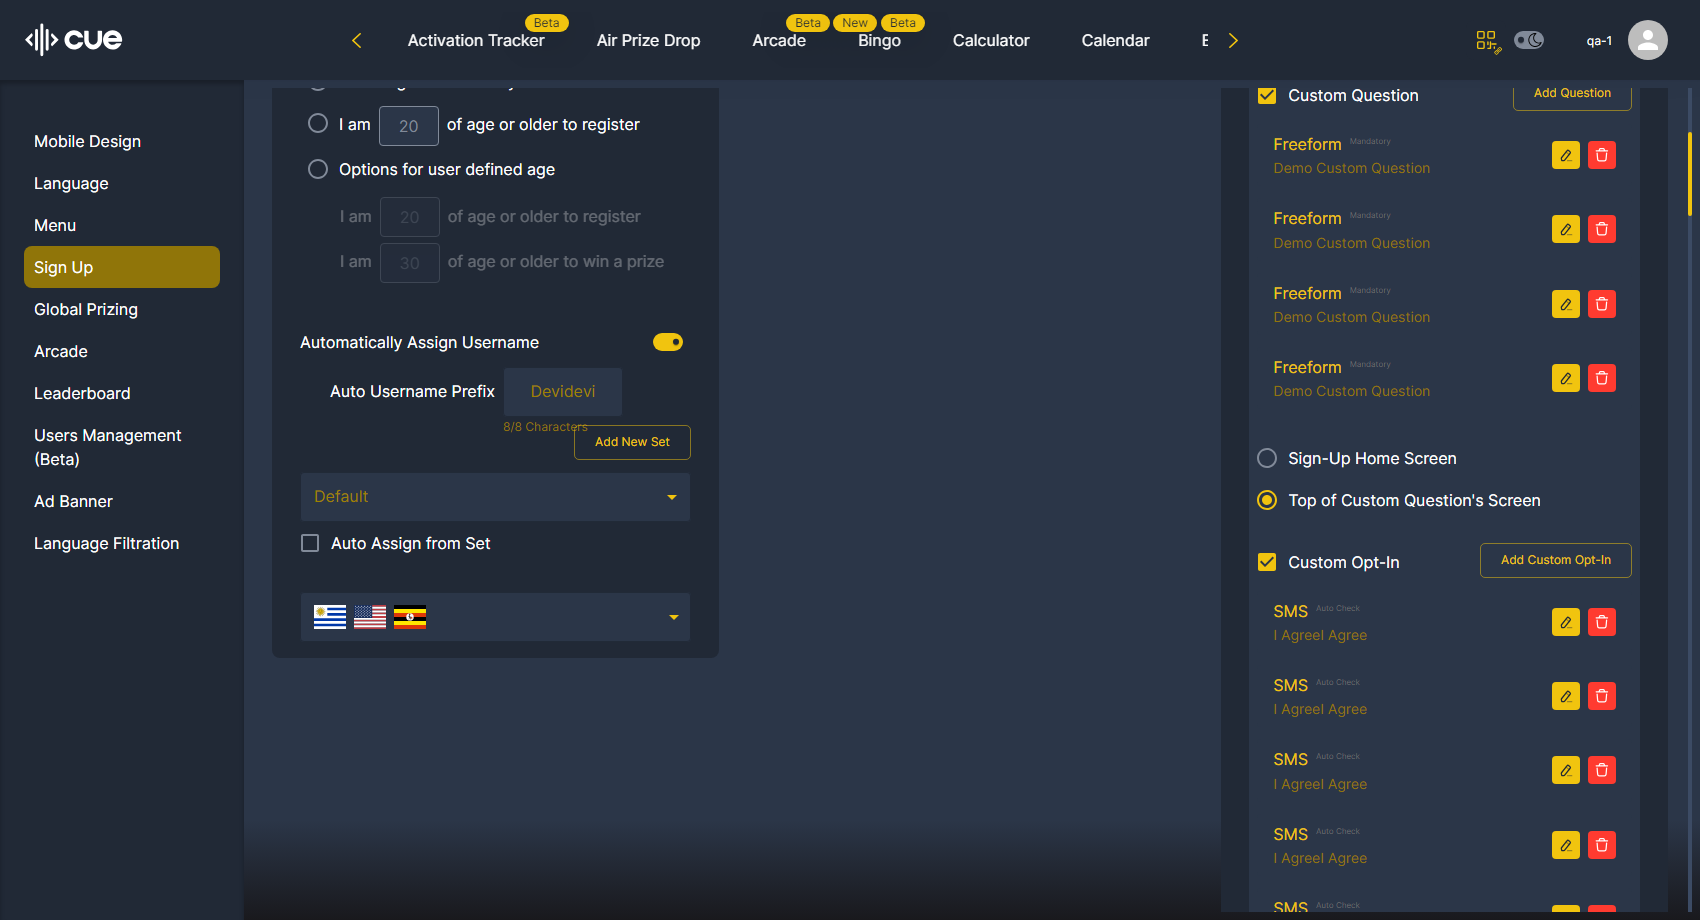 cue
Activation Tracker
Beta
Air Prize Drop
Arcade
Beta
New
Bingo
Beta
Calculator
Calendar
qa-1
Mobile Design
Language
Menu
Sign Up
Global Prizing
Arcade
Leaderboard
Users Management
(Beta)
Ad Banner
Language Filtration
I am 20 of age or older to register
Options for user defined age
I am 20 of age or older to register
I am 30 of age or older to win a prize
Automatically Assign Username
Auto Username Prefix Devidevi
8/8 Characters
Add New Set
Default
Auto Assign from Set
Custom Question
Add Question
Freeform Mandatory
Demo Custom Question
Freeform Mandatory
Demo Custom Question
Freeform Mandatory
Demo Custom Question
Freeform Mandatory
Demo Custom Question
Sign-Up Home Screen
Top of Custom Question's Screen
Custom Opt-In
Add Custom Opt-In
SMS Auto Check
I AgreeI Agree
SMS Auto Check
I AgreeI Agree
SMS Auto Check
I AgreeI Agree
SMS Auto Check
I AgreeI Agree
SMS Auto Check